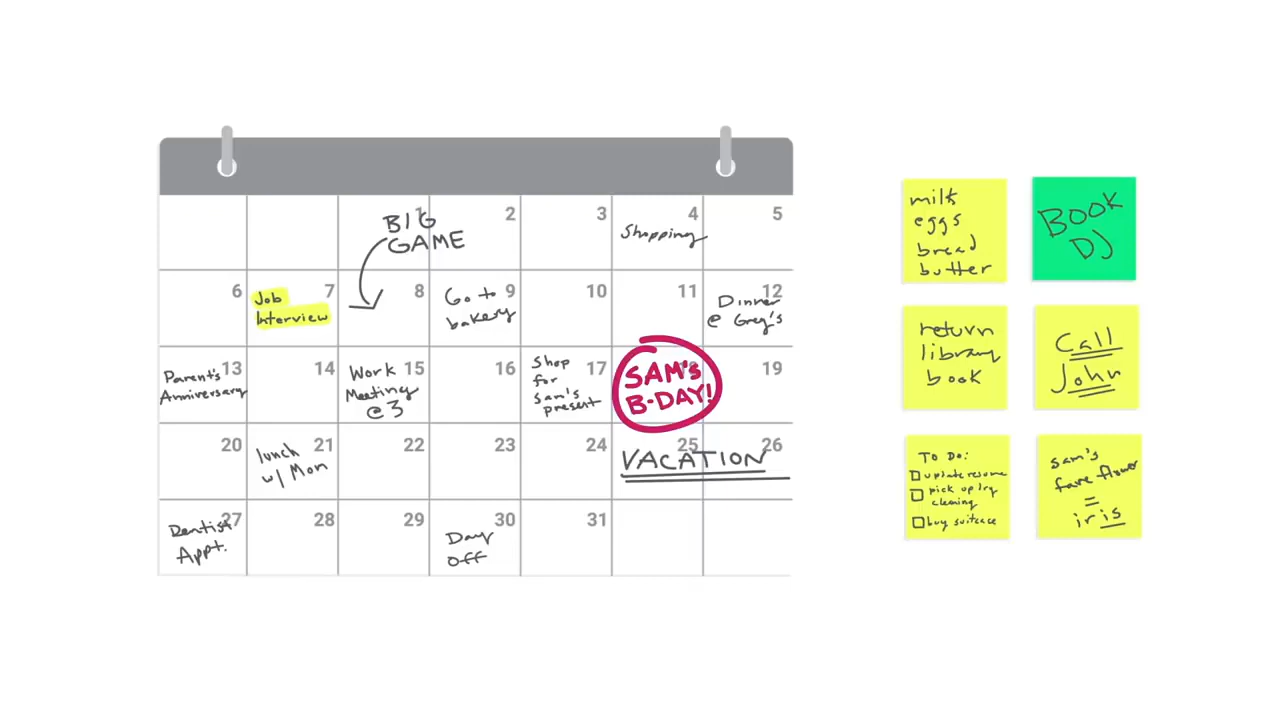 BIG
GAME
1
2
3
4
Shopping
5
6
7
Job
Interview
8
9
Go to
bakery
10
11
12
Dinner
@ Greg's
13
Parent's
Anniversary
14
15
Work
Meeting
@ 3
16
17
Shop
for
Sam's
present
SAM's
B-DAY!
19
20
21
lunch
w/ Mom
22
23
24
25
26
VACATION
27
Dentist
Appt.
28
29
30
Day
Off
31
milk
eggs
bread
butter
BOOK
DJ
return
library
book
Call
John
TO DO:
update resume
pick up dry
cleaning
buy suitcase
Sam's
fave flower
=
iris